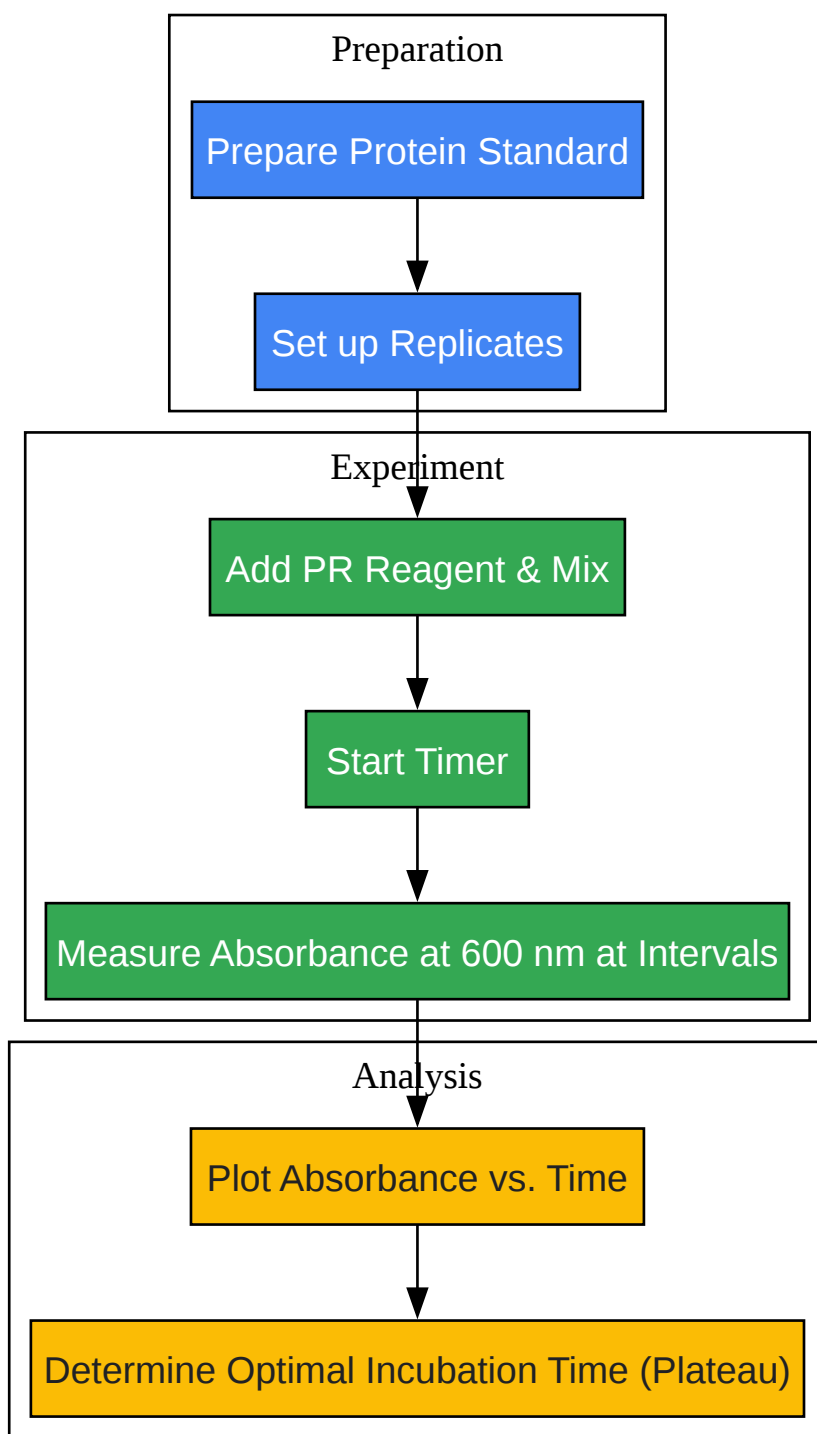 Preparation
Prepare Protein Standard
Set up Replicates
Experiment
Add PR Reagent & Mix
Start Timer
Measure Absorbance at 600 nm at Intervals
Analysis
Plot Absorbance vs. Time
Determine Optimal Incubation Time (Plateau)